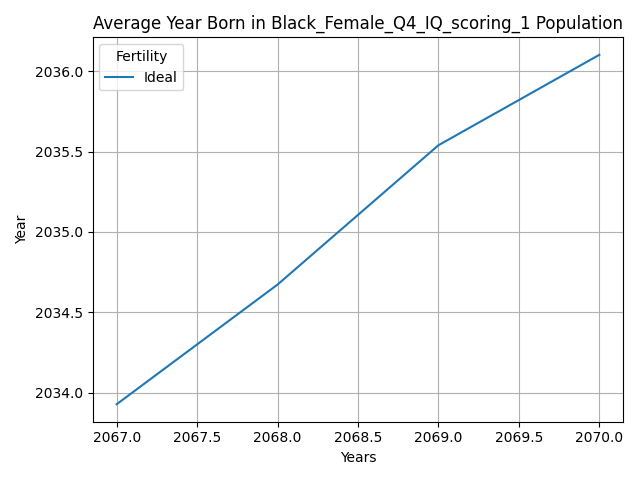 Average Year Born in Black_Female_Q4_IQ_scoring_1 Population
Fertility
Ideal
2036.0
2035.5
2035.0
2034.5
2034.0
Year
2067.0 2067.5 2068.0 2068.5 2069.0 2069.5 2070.0
Years